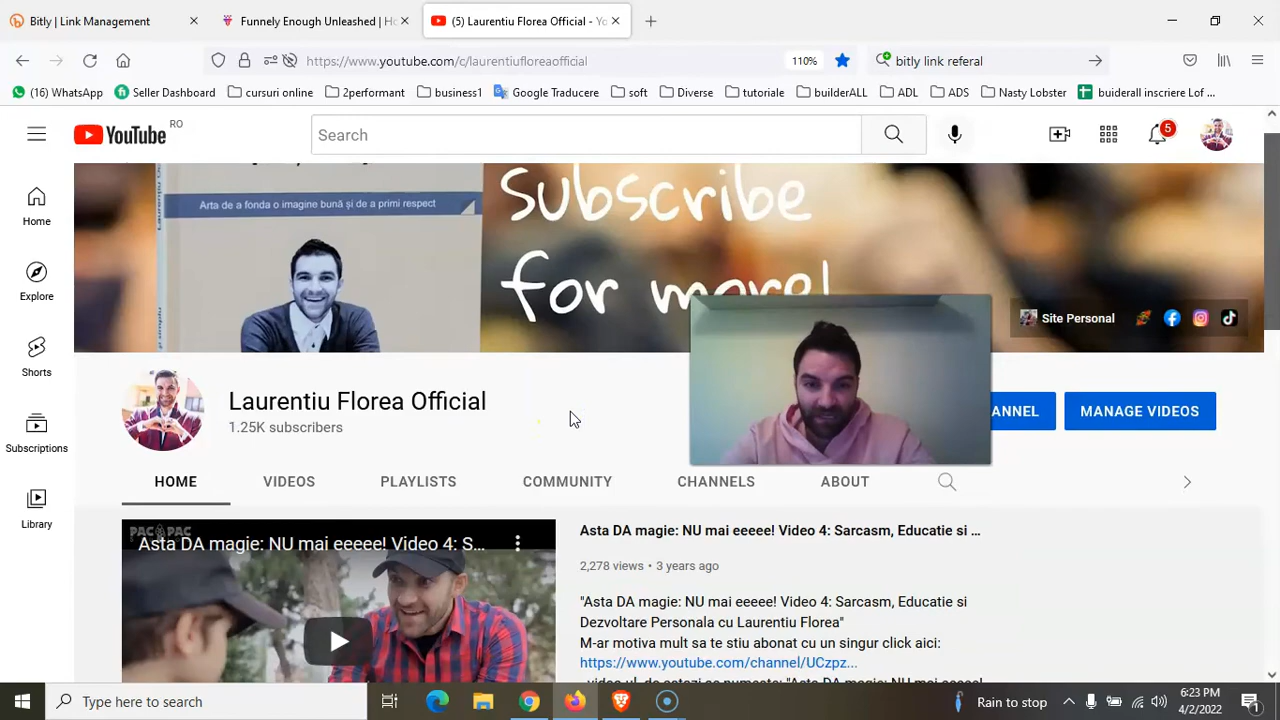 Bitly | Link Management
Funnely Enough Unleashed | Ho
(5) Laurentiu Florea Official - Yo
https://www.youtube.com/c/laurentiufloreaofficial
110%
bitly link referal
(16) WhatsApp
Seller Dashboard
cursuri online
2performant
business1
Google Traducere
soft
Diverse
tutoriale
builderALL
ADL
ADS
Nasty Lobster
buiderall inscriere Lof ...
YouTube RO
Search
5
Home
Explore
Shorts
Subscriptions
Library
Arta de a fonda o imagine bună și de a primi respect
Subscribe
for more!
Site Personal
Laurentiu Florea Official
1.25K subscribers
ANNEL
MANAGE VIDEOS
HOME
VIDEOS
PLAYLISTS
COMMUNITY
CHANNELS
ABOUT
PAC PAC
Asta DA magie: NU mai eeeee! Video 4: S...
Asta DA magie: NU mai eeeee! Video 4: Sarcasm, Educatie si ...
2,278 views • 3 years ago
"Asta DA magie: NU mai eeeee! Video 4: Sarcasm, Educatie si
Dezvoltare Personala cu Laurentiu Florea"
M-ar motiva mult sa te stiu abonat cu un singur click aici:
https://www.youtube.com/channel/UCzpz...
Type here to search
Rain to stop
6:23 PM
4/2/2022
1